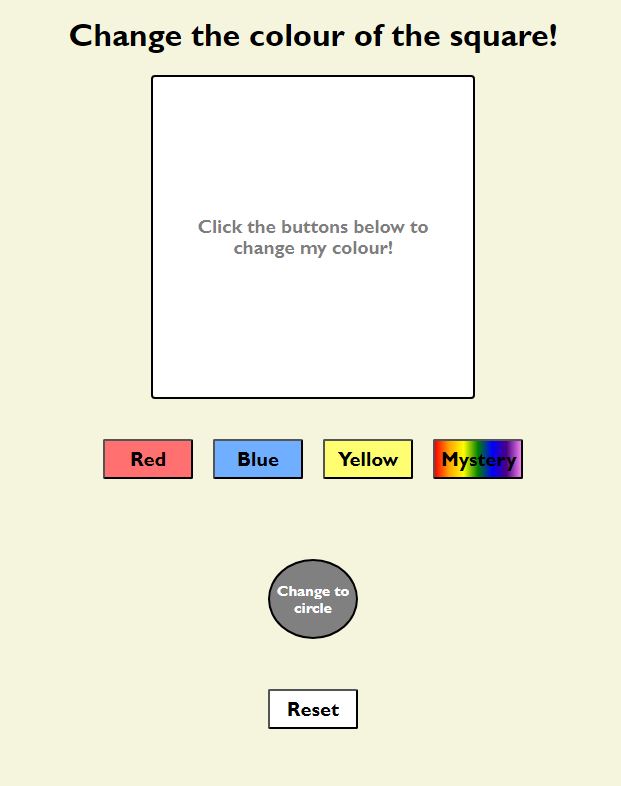 Change the colour of the square!
Click the buttons below to
change my colour!
Red
Blue
Yellow
Mystery
Change to
circle
Reset